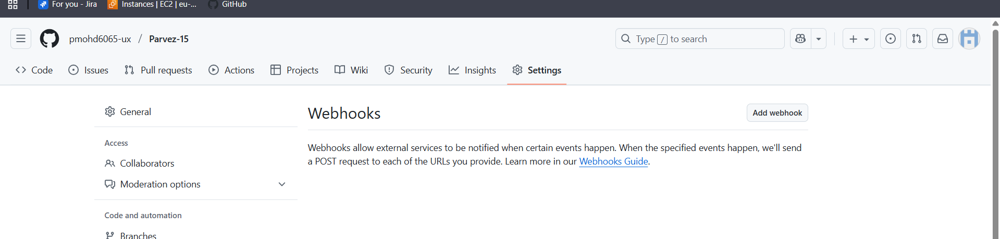 For you - Jira Instances | EC2 | eu-... GitHub
pmohd6065-ux / Parvez-15 Type / to search
Code Issues Pull requests Actions Projects Wiki Security Insights Settings
General
Webhooks Add webhook
Access
Webhooks allow external services to be notified when certain events happen. When the specified events happen, we'll send
a POST request to each of the URLs you provide. Learn more in our Webhooks Guide.
Collaborators
Moderation options
Code and automation
Branches